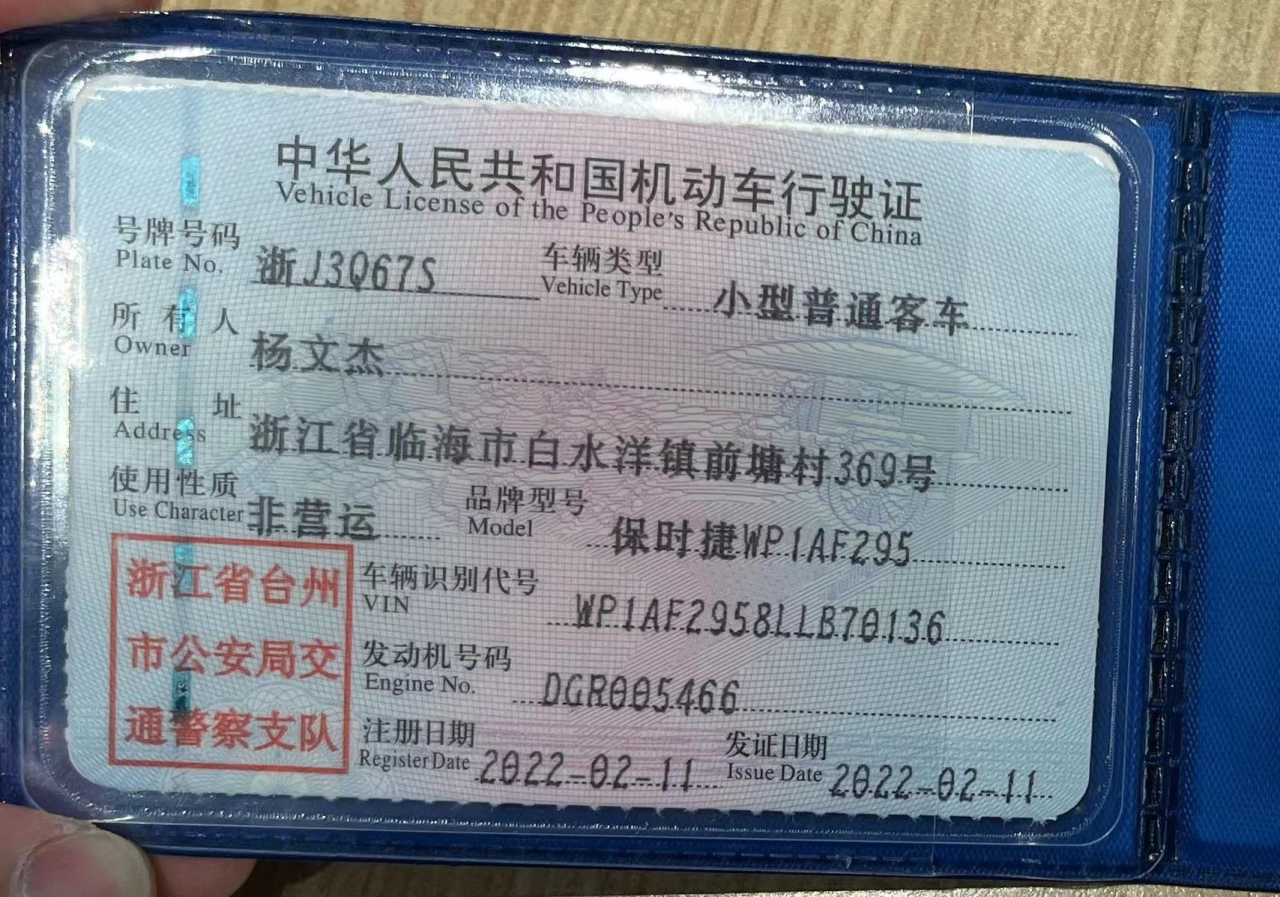 中华人民共和国机动车行驶证
Vehicle License of the People's Republic of China
号牌号码 浙J3Q67S 车辆类型 小型普通客车
Plate No. Vehicle Type
所有人 杨文杰
Owner
住址 浙江省临海市白水洋镇前塘村369号
Address
使用性质 非营运 品牌型号 保时捷WP1AF295
Use Character Model
浙江省台州
市公安局交
通警察支队
车辆识别代号 WP1AF2958LLB70136
VIN
发动机号码 DGR005466
Engine No.
注册日期 2022-02-11 发证日期 2022-02-11
Register Date Issue Date